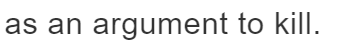 as an argument to kill.